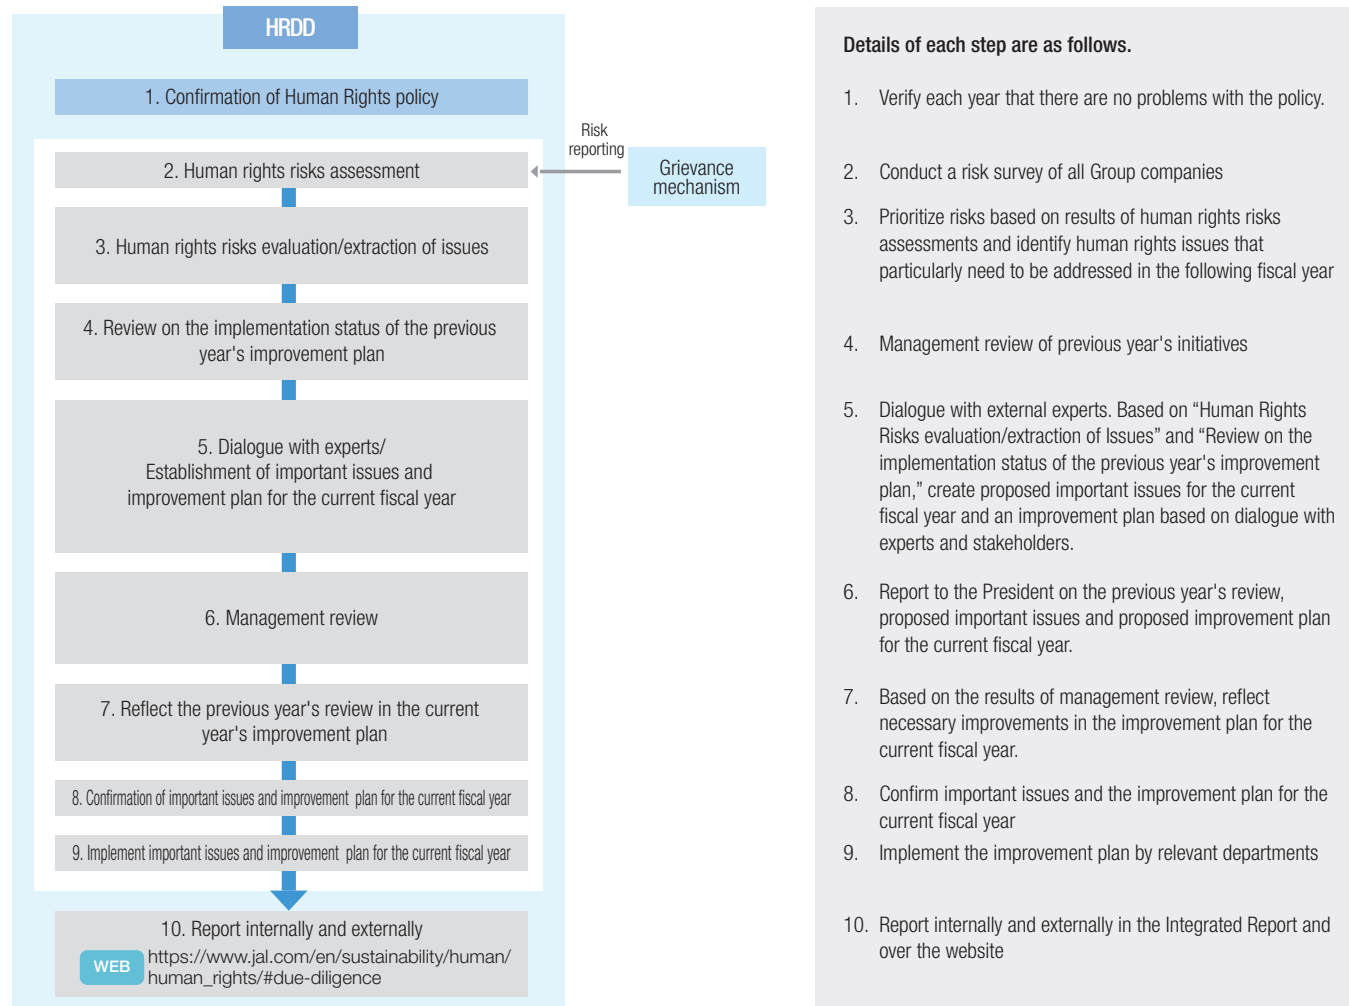 HRDD
1. Confirmation of Human Rights policy
Risk
reporting
Grievance
mechanism
2. Human rights risks assessment
3. Human rights risks evaluation/extraction of issues
4. Review on the implementation status of the previous
year's improvement plan
5. Dialogue with experts/
Establishment of important issues and
improvement plan for the current fiscal year
6. Management review
7. Reflect the previous year's review in the current
year's improvement plan
8. Confirmation of important issues and improvement plan for the current fiscal year
9. Implement important issues and improvement plan for the current fiscal year
10. Report internally and externally
WEB
https://www.jal.com/en/sustainability/human/
human_rights/#due-diligence
Details of each step are as follows.
1. Verify each year that there are no problems with the policy.
2. Conduct a risk survey of all Group companies
3. Prioritize risks based on results of human rights risks
assessments and identify human rights issues that
particularly need to be addressed in the following fiscal year
4. Management review of previous year's initiatives
5. Dialogue with external experts. Based on “Human Rights
Risks evaluation/extraction of Issues” and “Review on the
implementation status of the previous year's improvement
plan,” create proposed important issues for the current
fiscal year and an improvement plan based on dialogue with
experts and stakeholders.
6. Report to the President on the previous year's review,
proposed important issues and proposed improvement plan
for the current fiscal year.
7. Based on the results of management review, reflect
necessary improvements in the improvement plan for the
current fiscal year.
8. Confirm important issues and the improvement plan for the
current fiscal year
9. Implement the improvement plan by relevant departments
10. Report internally and externally in the Integrated Report and
over the website